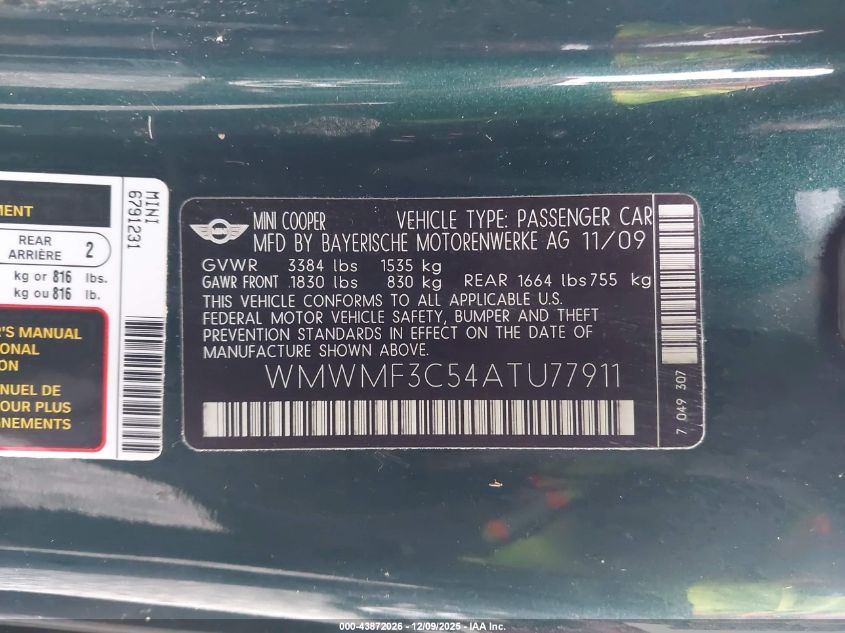 MENT
REAR
ARRIÈRE
2
kg or 816 lbs.
kg ou 816 lb.
'S MANUAL
ONAL
ION
NUEL DE
OUR PLUS
GNEMENTS
MINI
6791231
MINI COOPER VEHICLE TYPE: PASSENGER CAR
MFD BY BAYERISCHE MOTORENWERKE AG 11/09
GVWR 3384 lbs 1535 kg
GAWR FRONT 1830 lbs 830 kg REAR 1664 lbs 755 kg
THIS VEHICLE CONFORMS TO ALL APPLICABLE U.S.
FEDERAL MOTOR VEHICLE SAFETY, BUMPER AND THEFT
PREVENTION STANDARDS IN EFFECT ON THE DATE OF
MANUFACTURE SHOWN ABOVE.
WMWMF3C54ATU77911
7 049 307
000-43872026 - 12/09/2025 - IAA Inc.